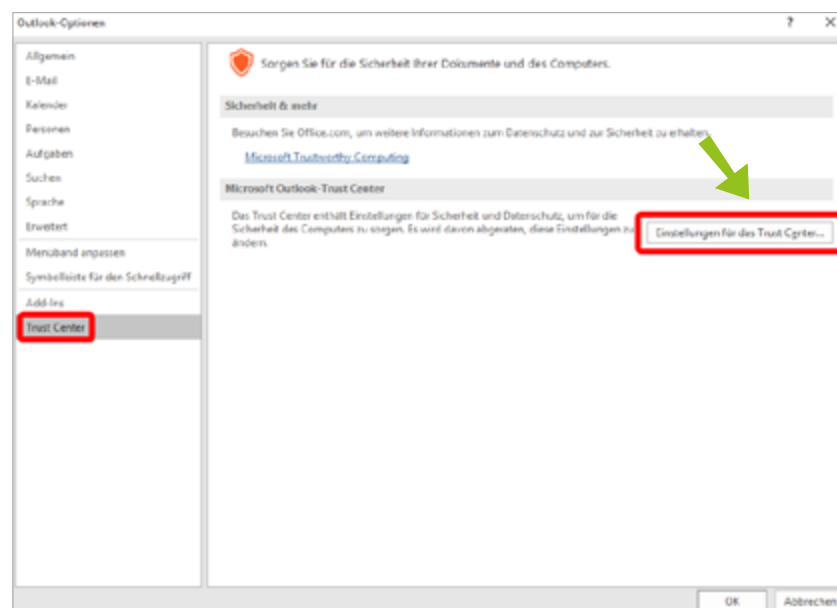 Outlook-Optionen
?
Allgemein
E-Mail
Kalender
Personen
Aufgaben
Suchen
Sprache
Erweitert
Menüband anpassen
Symbolleiste für den Schnellzugriff
Add-Ins
Trust Center
Sorgen Sie für die Sicherheit Ihrer Dokumente und des Computers.
Sicherheit & mehr
Besuchen Sie Office.com, um weitere Informationen zum Datenschutz und zur Sicherheit zu erhalten.
Microsoft Trustworthy Computing
Microsoft Outlook-Trust Center
Das Trust Center enthält Einstellungen für Sicherheit und Datenschutz, um für die
Sicherheit des Computers zu sorgen. Es wird davon abgeraten, diese Einstellungen zu
ändern.
Einstellungen für das Trust Center...
OK
Abbrechen